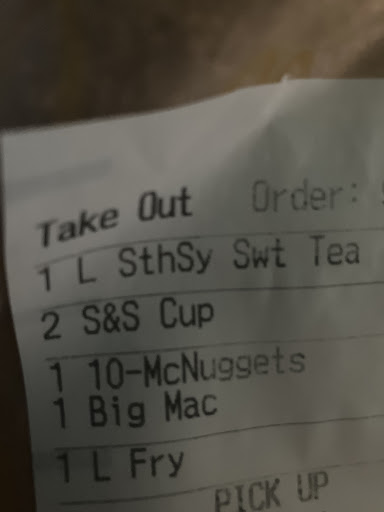 Take Out Order:
1 L SthSy Swt Tea
2 S&S Cup
1 10-McNuggets
1 Big Mac
1 L Fry
PICK UP